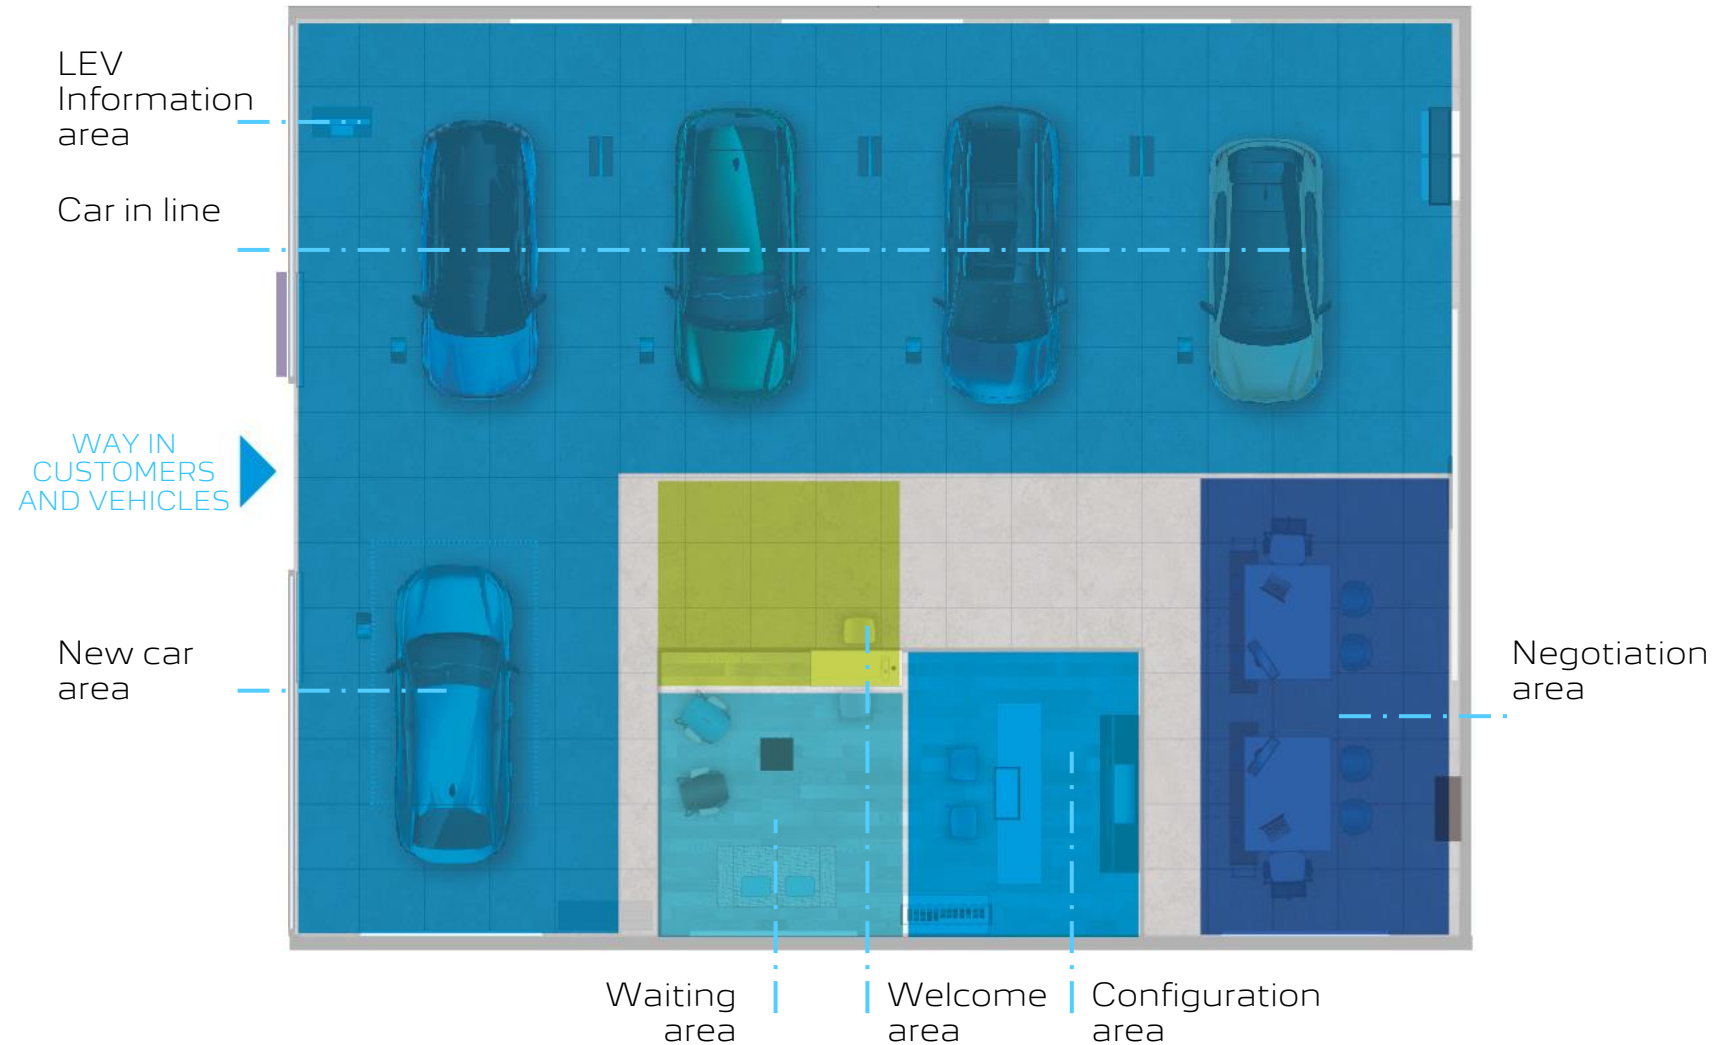 LEV
Information
area
Car in line
WAY IN
CUSTOMERS
AND VEHICLES
New car
area
Negotiation
area
Waiting
area
Welcome
area
Configuration
area